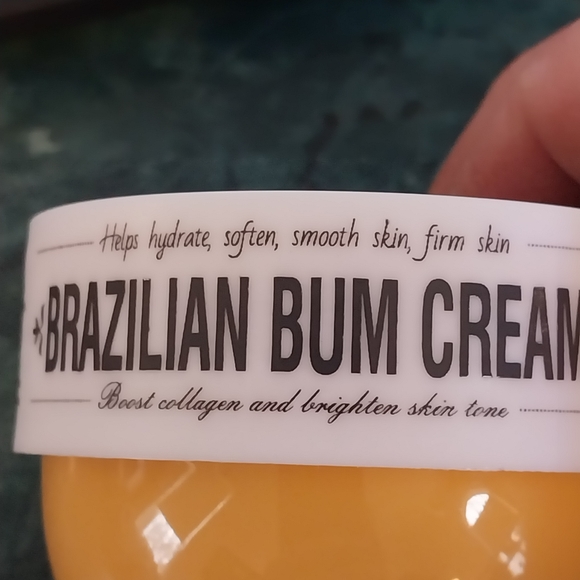 Helps hydrate, soften, smooth skin, firm skin
BRAZILIAN BUM CREAM
Boost collagen and brighten skin tone